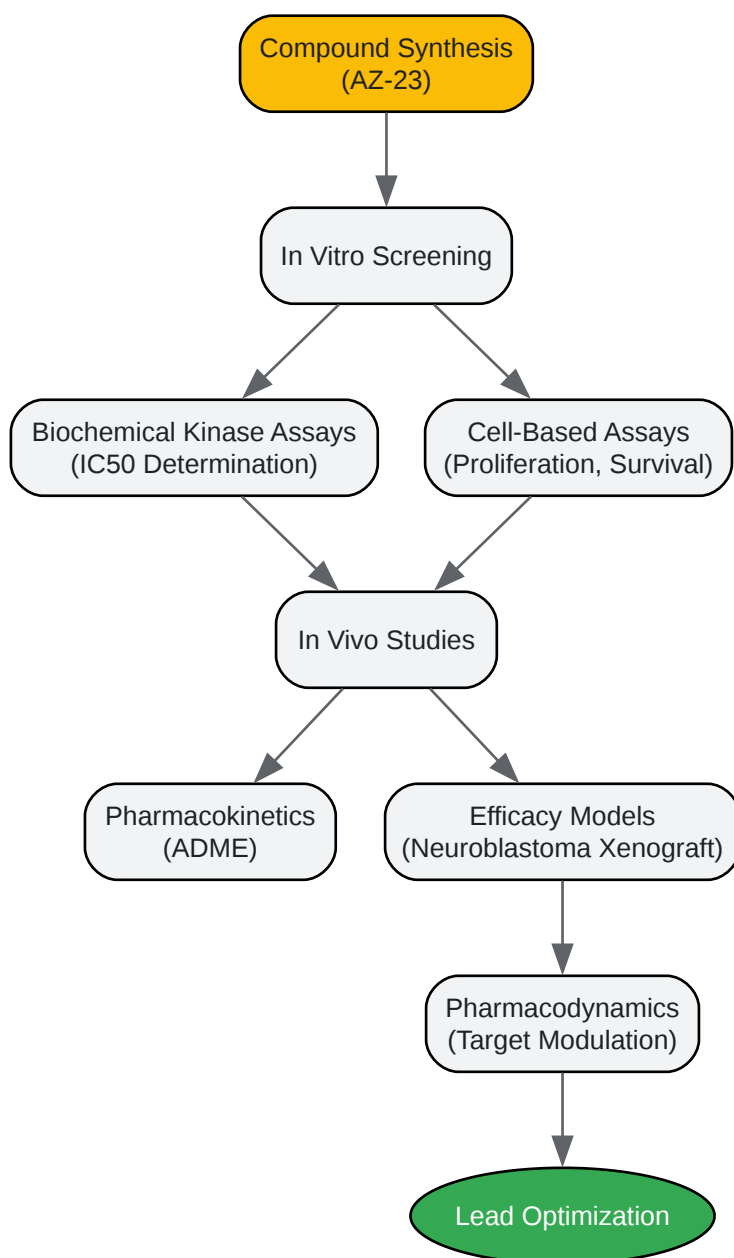 Compound Synthesis
(AZ-23)
In Vitro Screening
Biochemical Kinase Assays
(IC50 Determination)
Cell-Based Assays
(Proliferation, Survival)
In Vivo Studies
Pharmacokinetics
(ADME)
Efficacy Models
(Neuroblastoma Xenograft)
Pharmacodynamics
(Target Modulation)
Lead Optimization